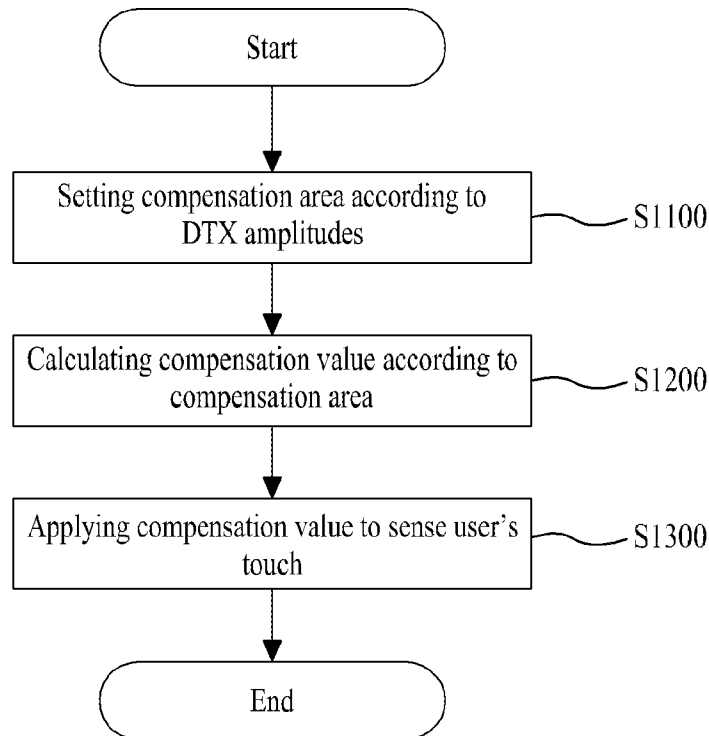 Start
Setting compensation area according to
DTX amplitudes
S1100
Calculating compensation value according to
compensation area
S1200
Applying compensation value to sense user's
touch
S1300
End